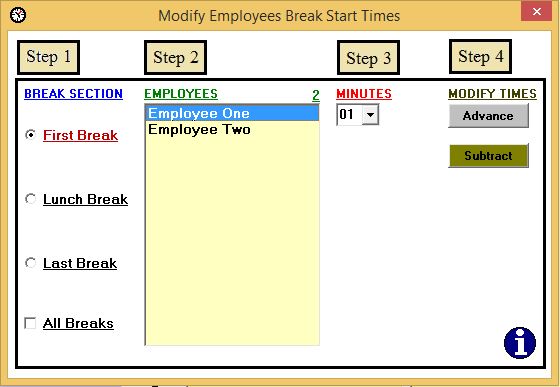 Modify Employees Break Start Times
Step 1 Step 2 Step 3 Step 4
BREAK SECTION EMPLOYEES 2 MINUTES MODIFY TIMES
Employee One 01 Advance
First Break Employee Two
Subtract
Lunch Break
Last Break
All Breaks
i